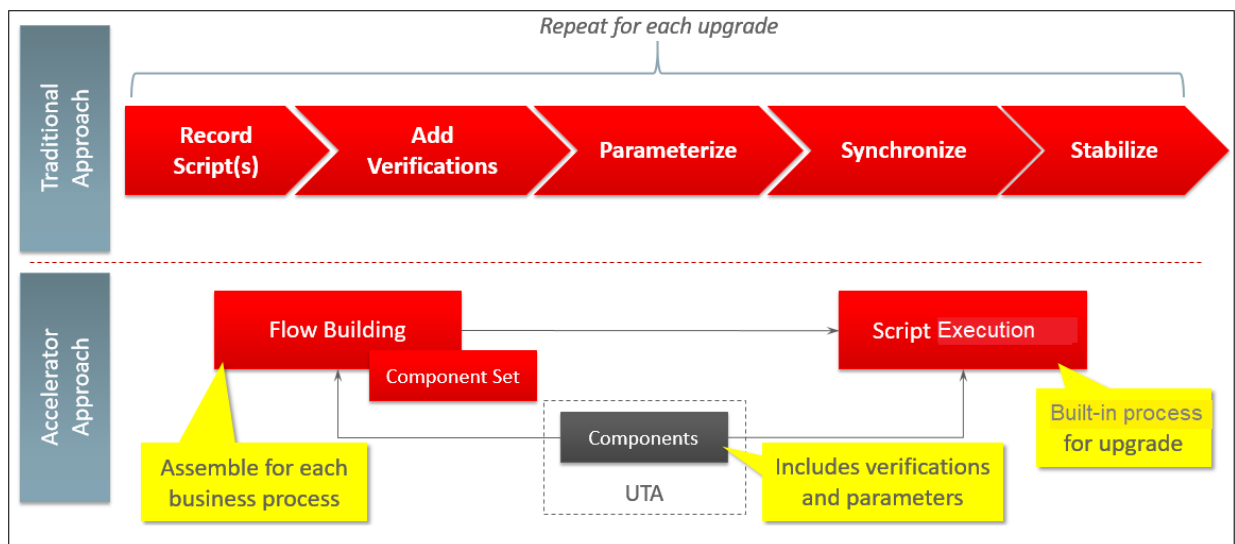 Repeat for each upgrade
Traditional
Approach
Record
Script(s)
Add
Verifications
Parameterize
Synchronize
Stabilize
Accelerator
Approach
Flow Building
Component Set
Script Execution
Components
UTA
Assemble for each
business process
Includes verifications
and parameters
Built-in process
for upgrade